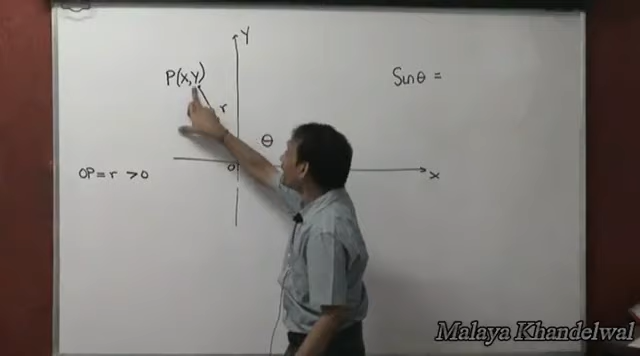 Y
P(x,y)
Sinθ =
r
θ
O
x
OP = r > 0
Malaya Khandelwal